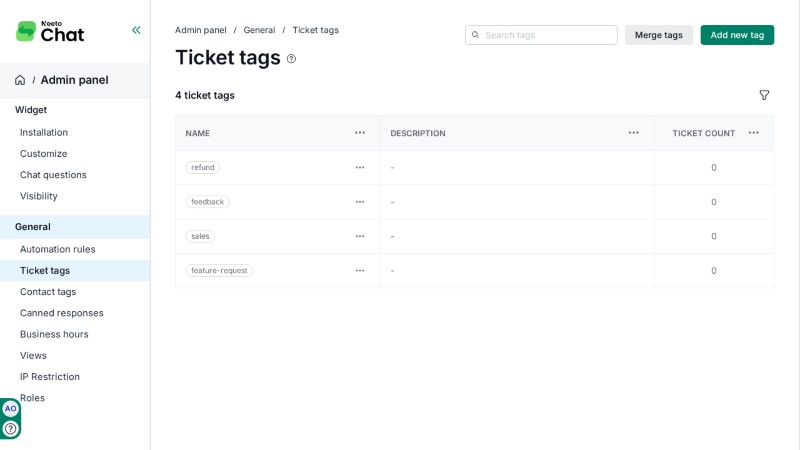 Neeto
Chat
/ Admin panel
Widget
Installation
Customize
Chat questions
Visibility
General
Automation rules
Ticket tags
Contact tags
Canned responses
Business hours
Views
IP Restriction
Roles
AO
Admin panel / General / Ticket tags
Ticket tags
Search tags
Merge tags
Add new tag
4 ticket tags
NAME DESCRIPTION TICKET COUNT
refund - 0
feedback - 0
sales - 0
feature-request - 0